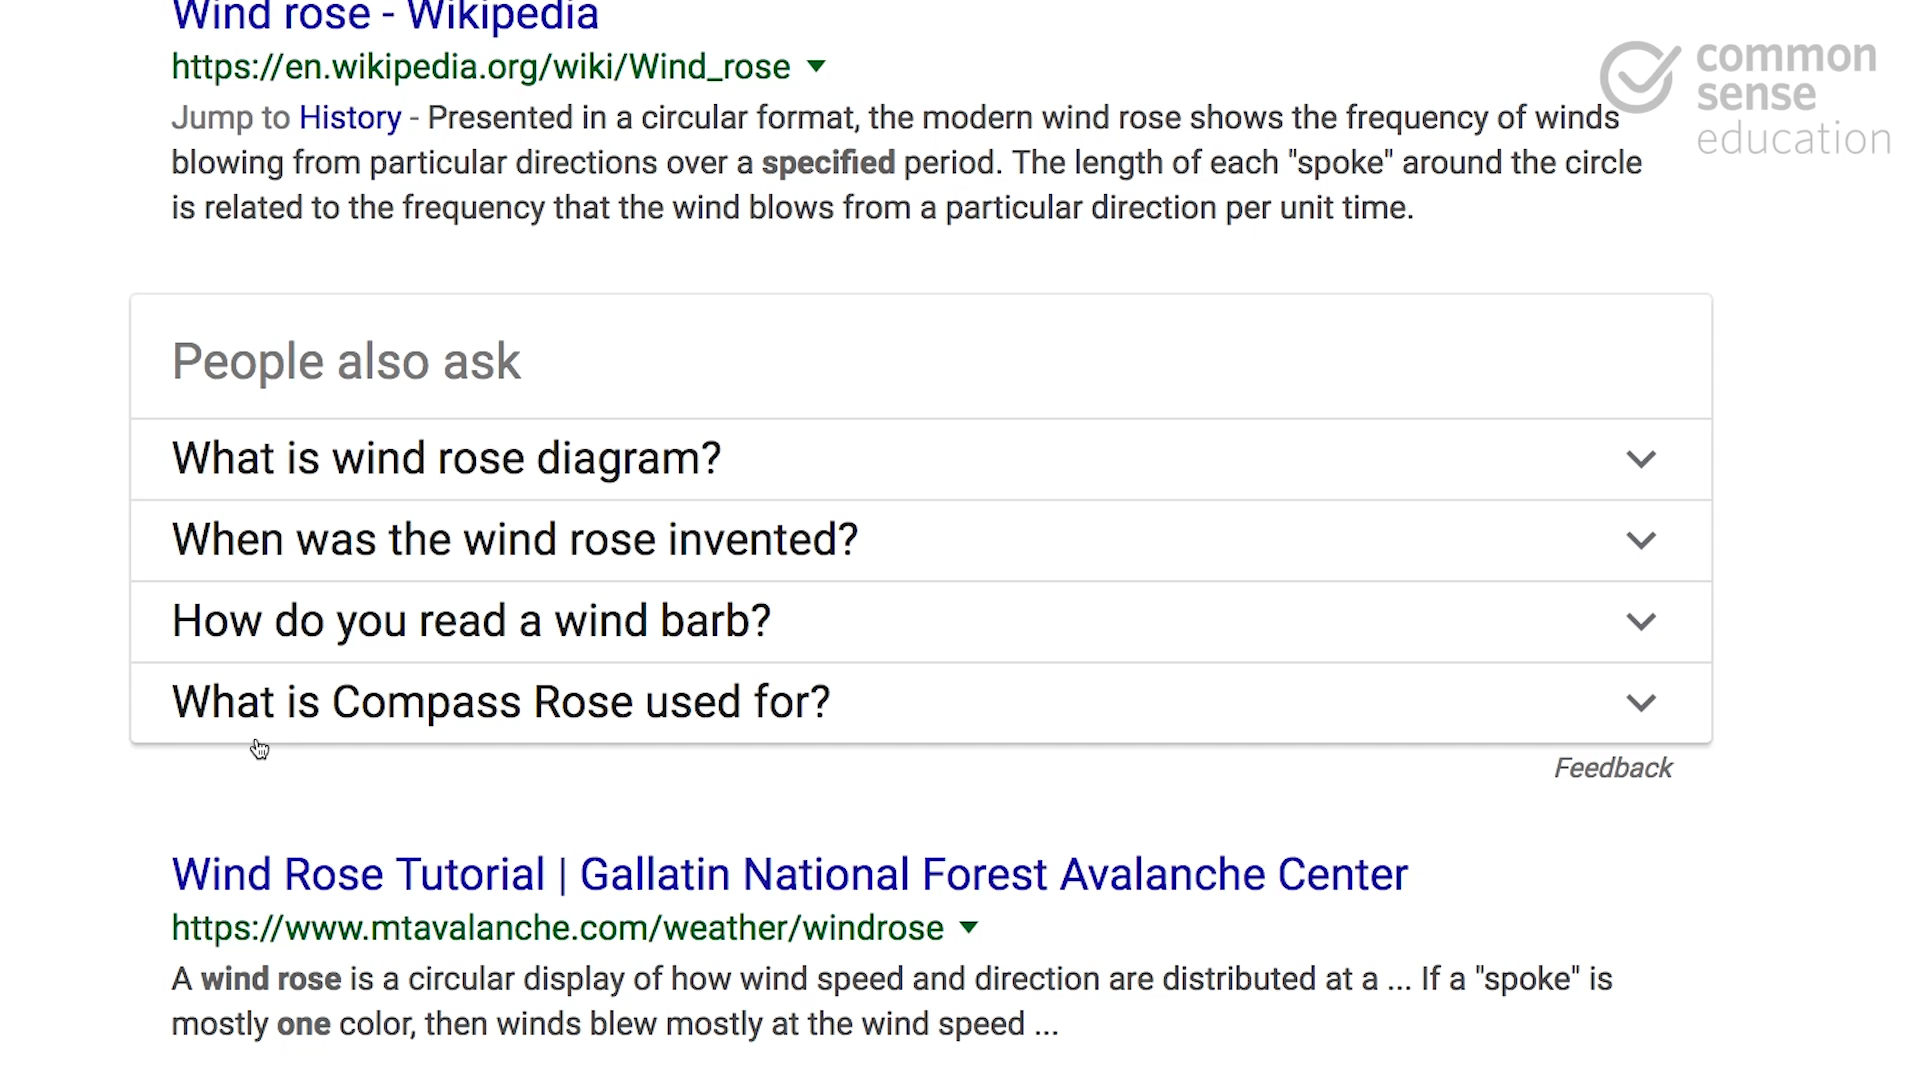 Wind rose - Wikipedia
https://en.wikipedia.org/wiki/Wind_rose
Jump to History - Presented in a circular format, the modern wind rose shows the frequency of winds
blowing from particular directions over a specified period. The length of each "spoke" around the circle
is related to the frequency that the wind blows from a particular direction per unit time.
common
sense
education
People also ask
What is wind rose diagram?
When was the wind rose invented?
How do you read a wind barb?
What is Compass Rose used for?
Feedback
Wind Rose Tutorial | Gallatin National Forest Avalanche Center
https://www.mtavalanche.com/weather/windrose
A wind rose is a circular display of how wind speed and direction are distributed at a ... If a "spoke" is
mostly one color, then winds blew mostly at the wind speed ...